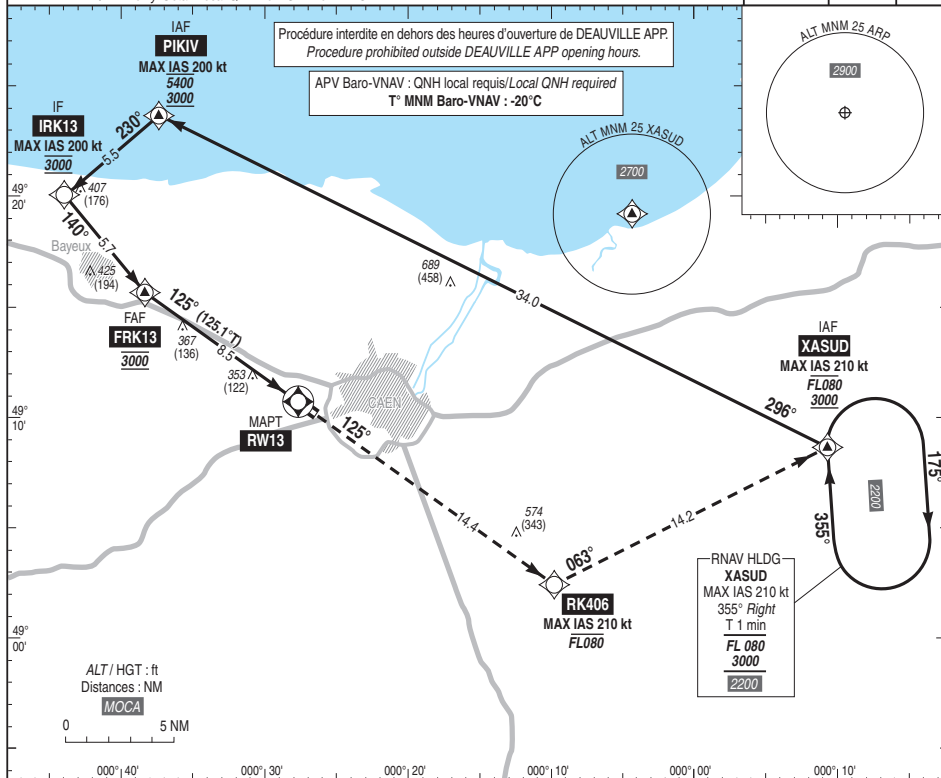 Procédure interdite en dehors des heures d'ouverture de DEAUVILLE APP.
Procedure prohibited outside DEAUVILLE APP opening hours.
APV Baro-VNAV : QNH local requis/Local QNH required
T° MNM Baro-VNAV : -20°C
ALT MNM 25 ARP
2900
ALT MNM 25 XASUD
2700
IAF
PIKIV
MAX IAS 200 kt
5400
3000
IF
IRK13
MAX IAS 200 kt
3000
230°
5.5
407
(176)
49°
20'
140°
5.7
Bayeux
425
(194)
689
(458)
34.0
FAF
FRK13
3000
125°
(125.1°T)
8.5
367
(136)
353
(122)
IAF
XASUD
MAX IAS 210 kt
FL080
3000
296°
49°
10'
MAPT
RW13
CAEN
125°
175°
2200
355°
14.4
574
(343)
14.2
063°
RK406
MAX IAS 210 kt
FL080
RNAV HLDG
XASUD
MAX IAS 210 kt
355° Right
T 1 min
FL 080
3000
2200
49°
00'
ALT / HGT : ft
Distances : NM
MOCA
0 5 NM
000°40' 000°30' 000°20' 000°10' 000°00' 000°10'